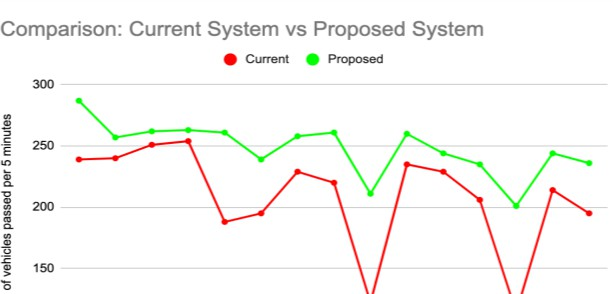 Comparison: Current System vs Proposed System
Current Proposed
300
250
200
150
of vehicles passed per 5 minutes